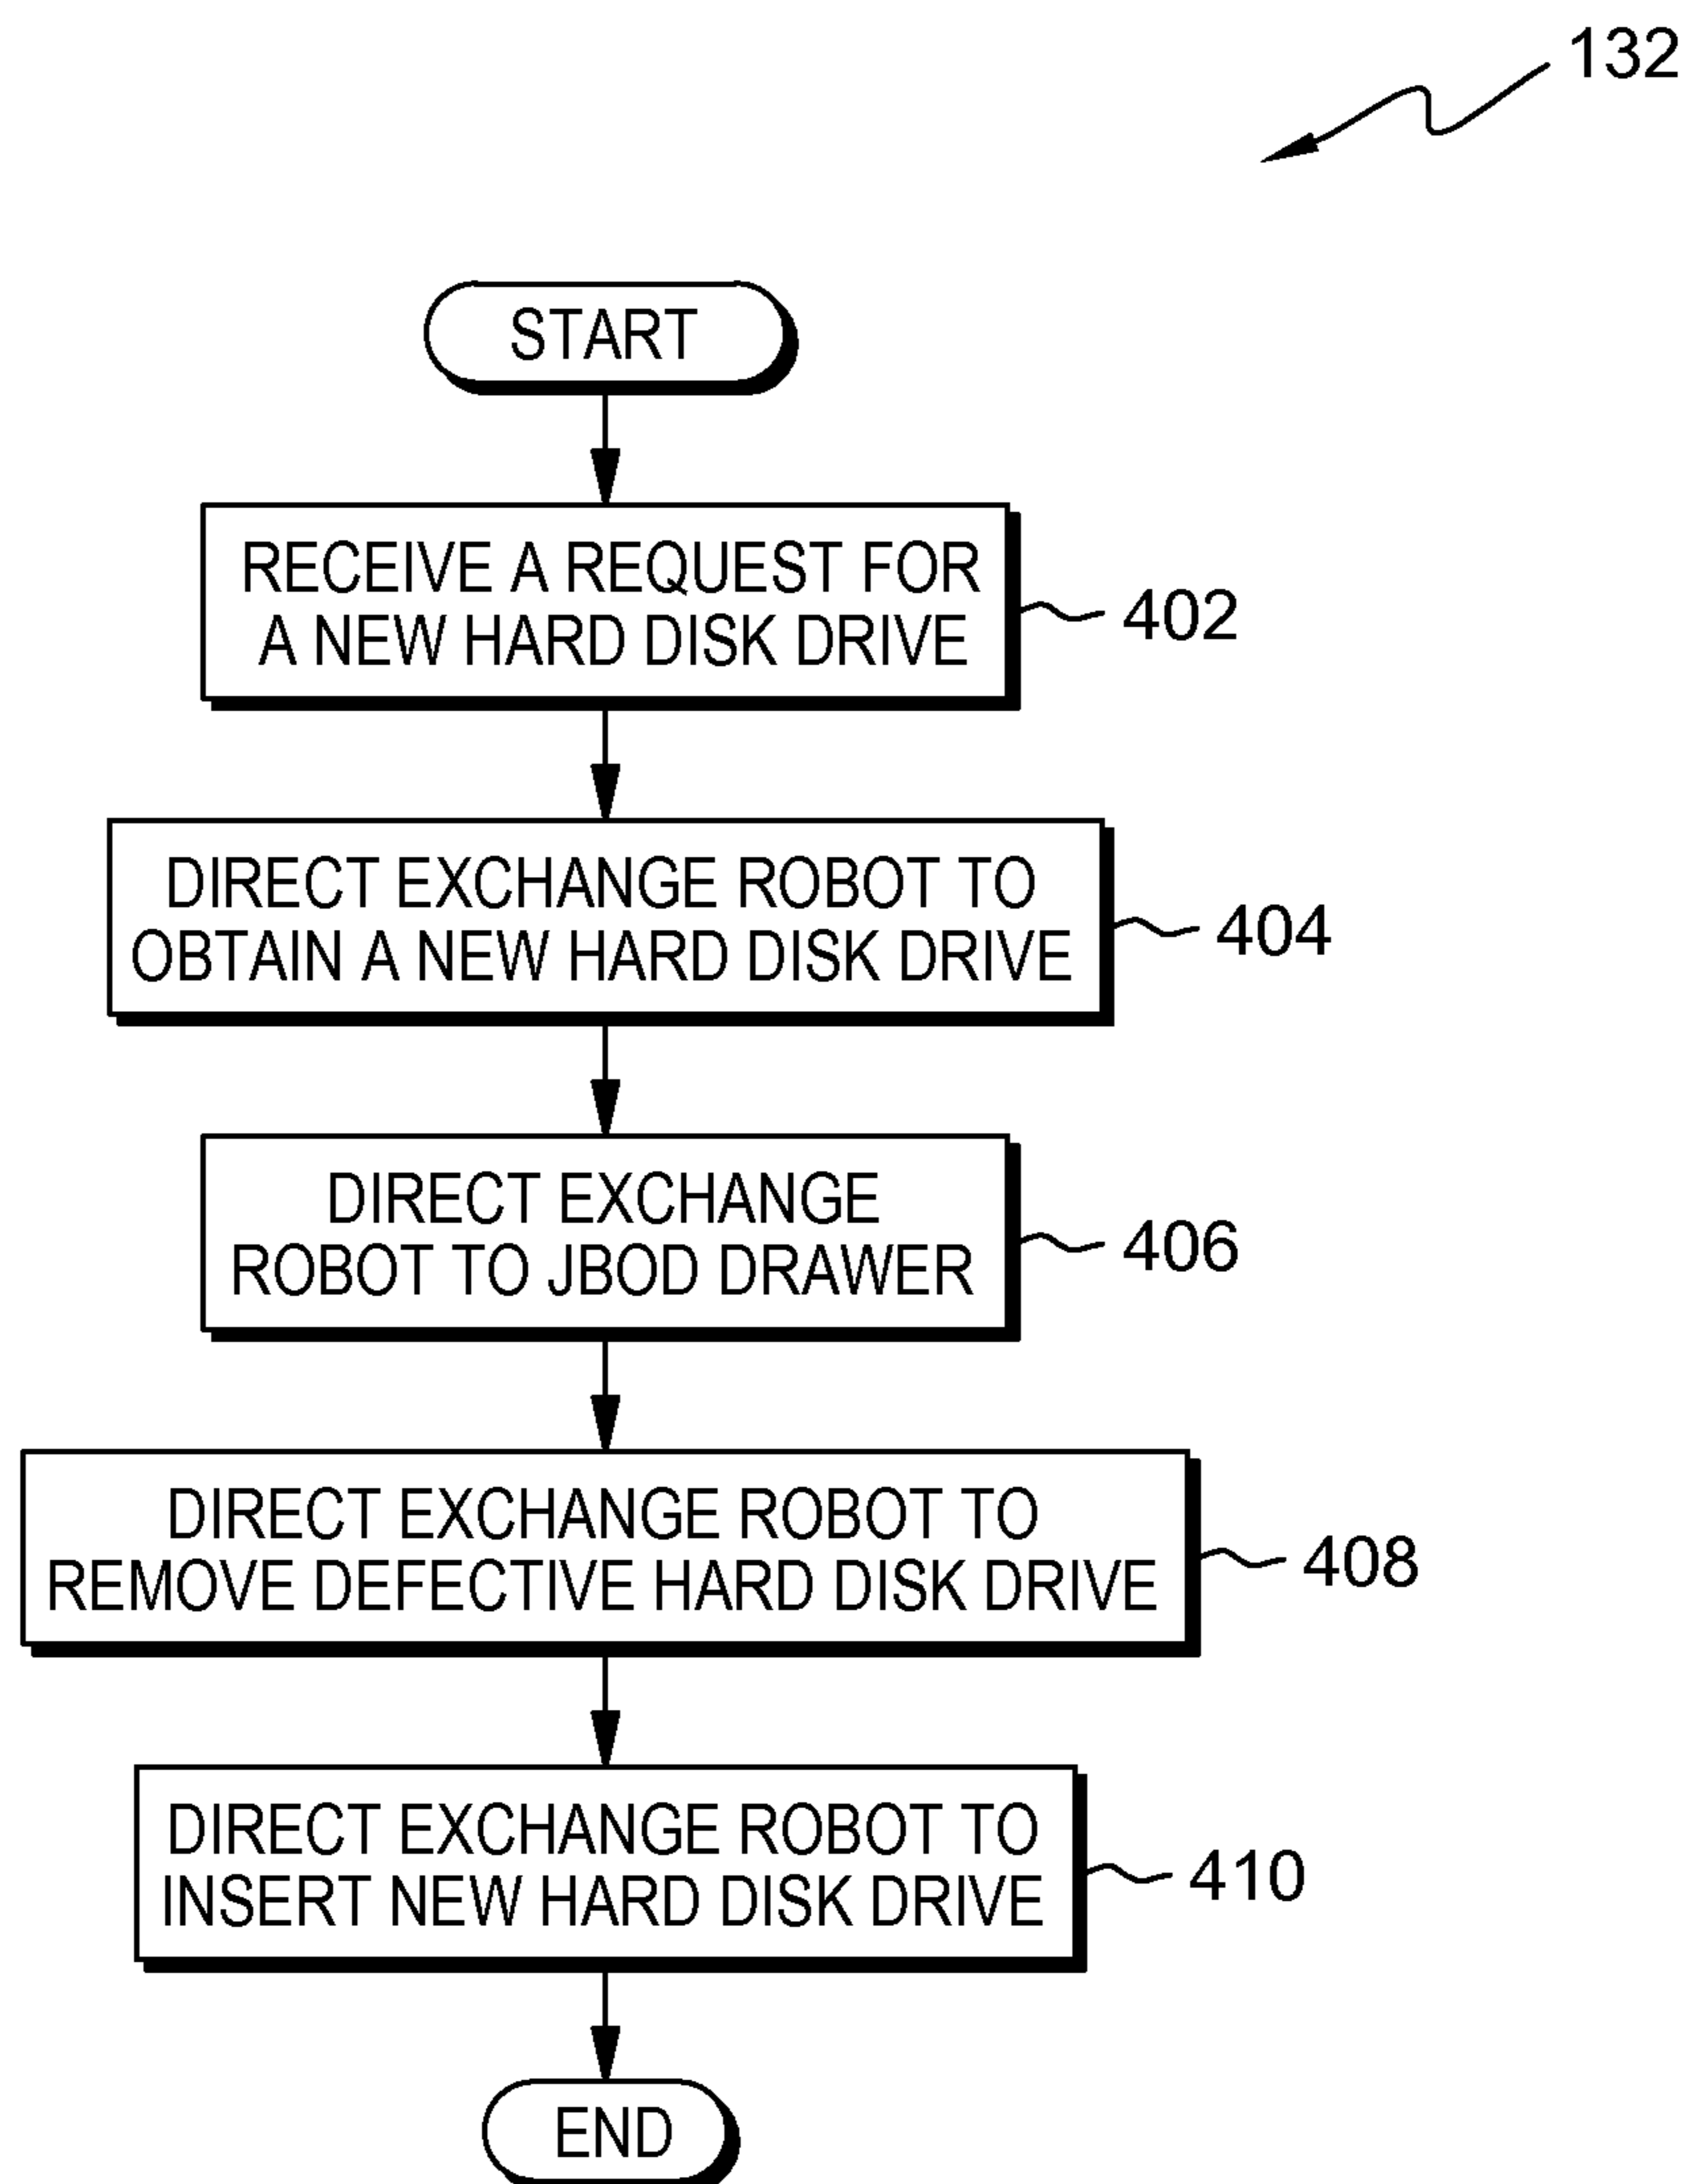 132
START
RECEIVE A REQUEST FOR
A NEW HARD DISK DRIVE
402
DIRECT EXCHANGE ROBOT TO
OBTAIN A NEW HARD DISK DRIVE
404
DIRECT EXCHANGE
ROBOT TO JBOD DRAWER
406
DIRECT EXCHANGE ROBOT TO
REMOVE DEFECTIVE HARD DISK DRIVE
408
DIRECT EXCHANGE ROBOT TO
INSERT NEW HARD DISK DRIVE
410
END